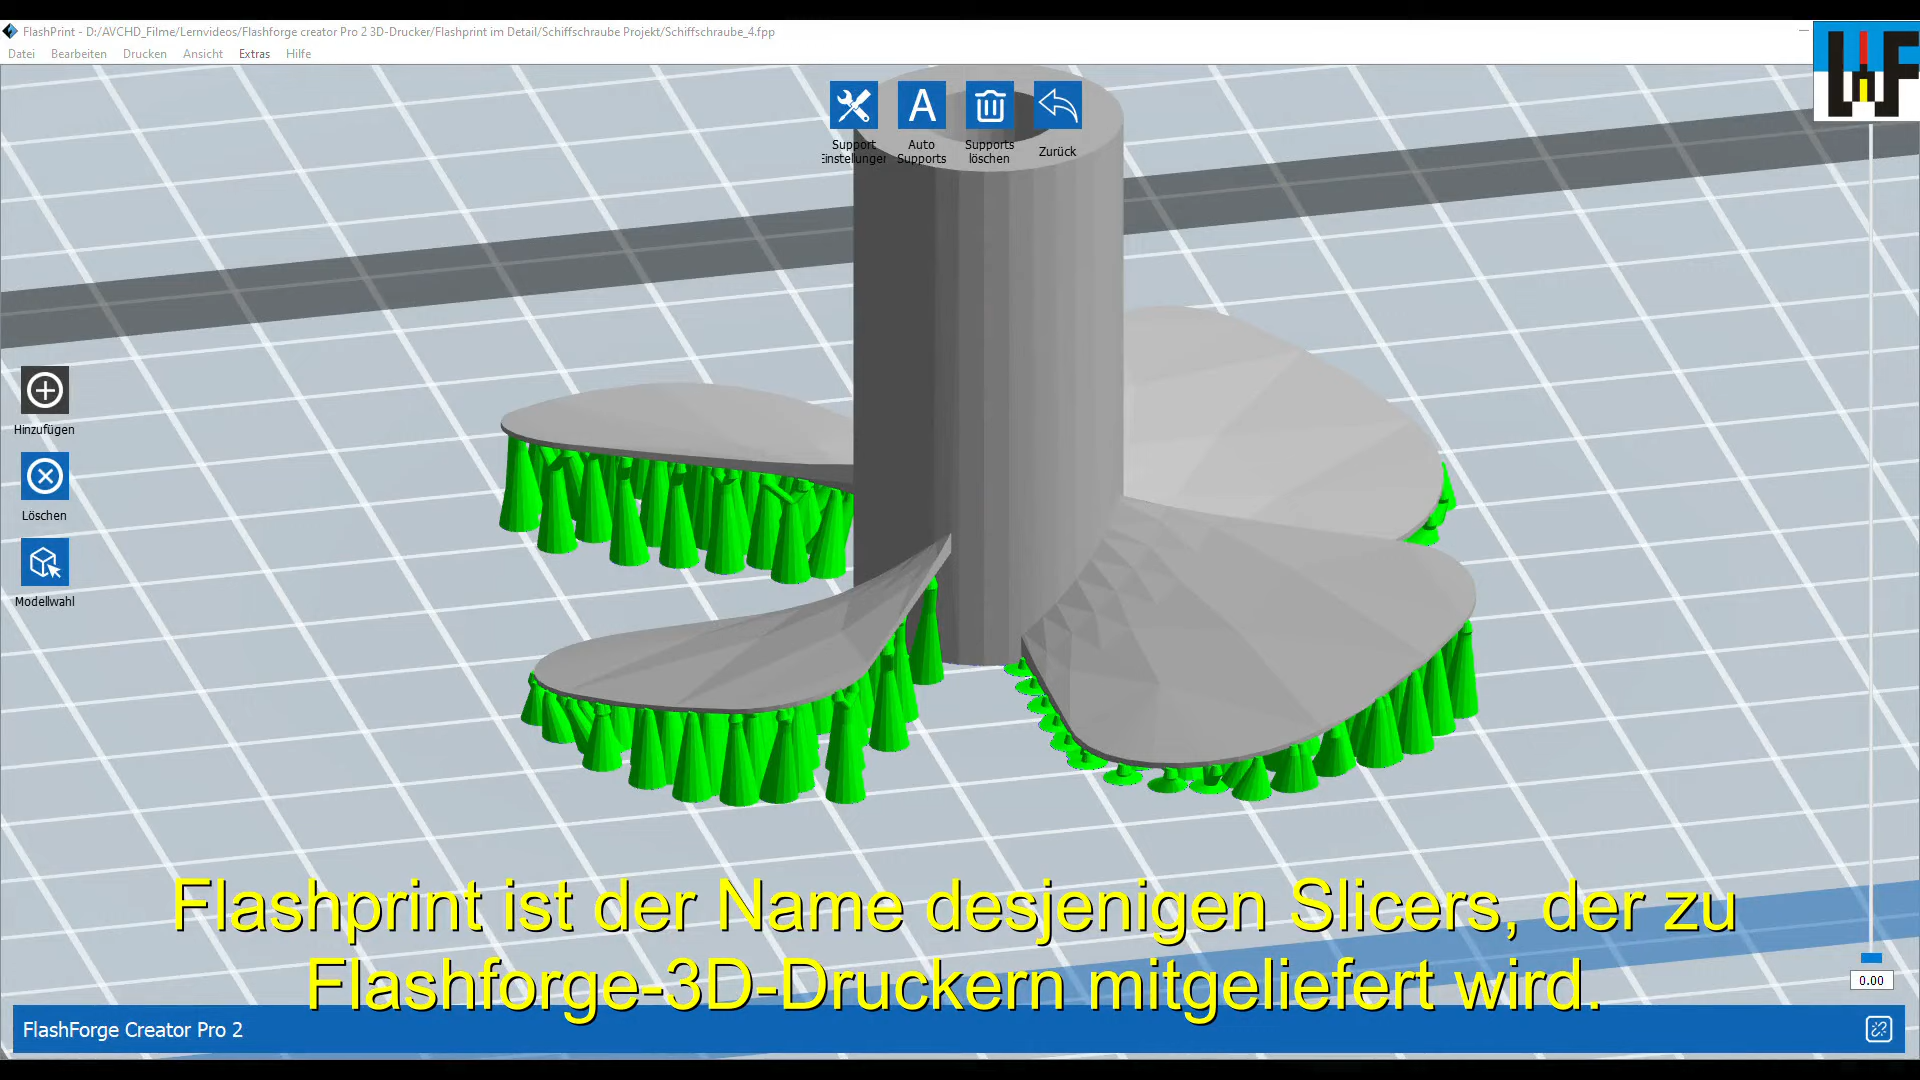 FlashPrint - D:/AVCHD_Filme/Lernvideos/Flashforge creator Pro 2 3D-Drucker/Flashprint im Detail/Schiffschraube Projekt/Schiffschraube_4.fpp
Datei Bearbeiten Drucken Ansicht Extras Hilfe
WF
A
Support
Einstellungen
Auto
Supports
Supports
löschen
Zurück
Hinzufügen
Löschen
Modellwahl
Flashprint ist der Name desjenigen Slicers, der zu
Flashforge-3D-Druckern mitgeliefert wird.
0.00
FlashForge Creator Pro 2